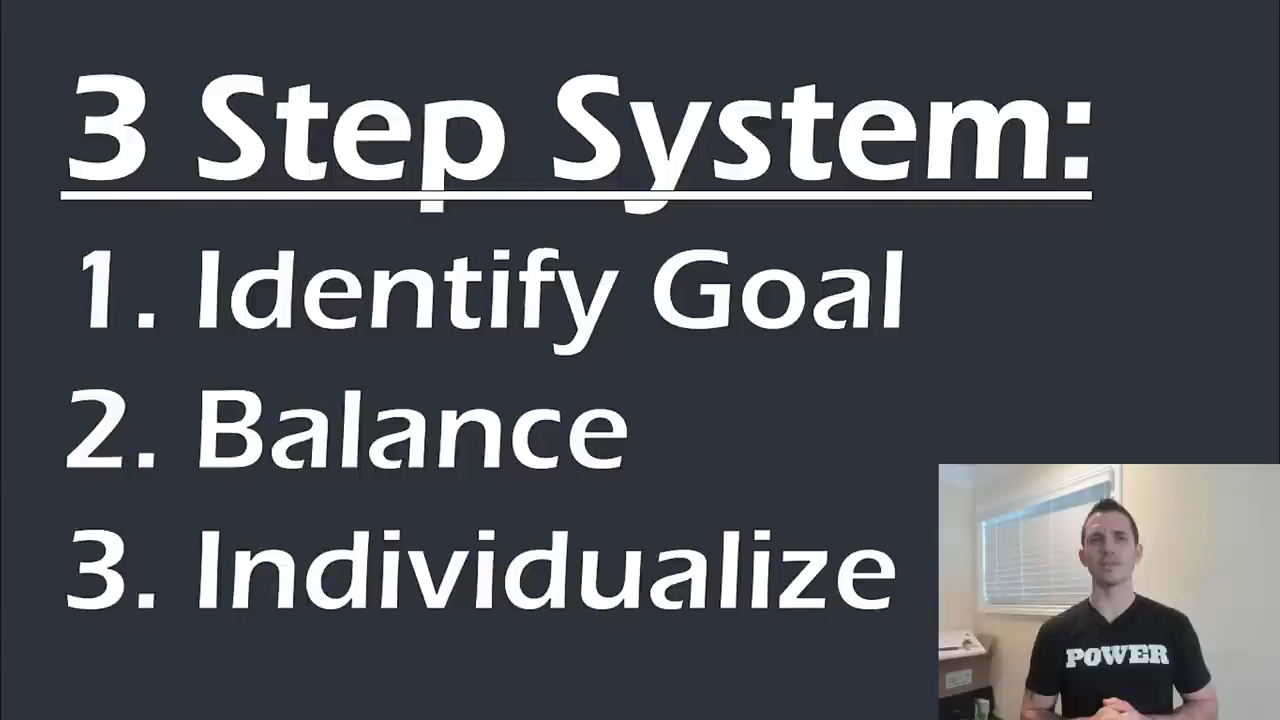 3 Step System:
1. Identify Goal
2. Balance
3. Individualize
POWER